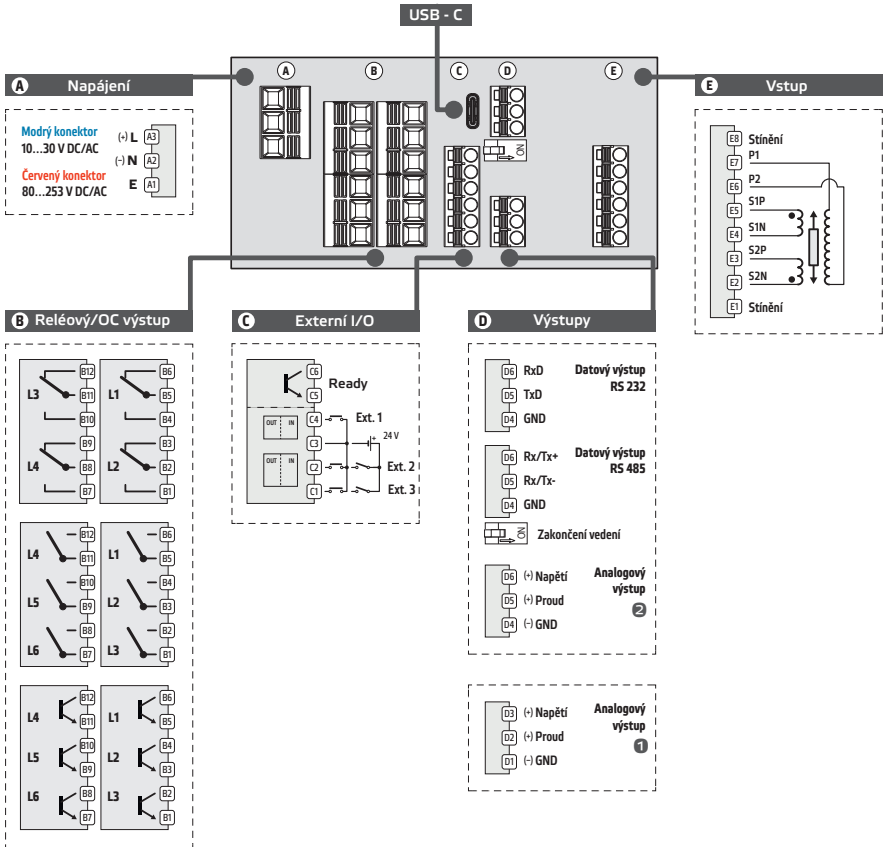 USB - C
A
B
C
D
E
ON
A Napájení
Modrý konektor
10...30 V DC/AC
Červený konektor
80...253 V DC/AC
(+) L A3
(−) N A2
E A1
E Vstup
E8 Stínění
E7 P1
E6 P2
E5 S1P
E4 S1N
E3 S2P
E2 S2N
E1 Stínění
B Reléový/OC výstup
L3 B12 B11 B10
L4 B9 B8 B7
L1 B6 B5 B4
L2 B3 B2 B1
L4 B12 B11
L5 B10 B9
L6 B8 B7
L1 B6 B5
L2 B4 B3
L3 B2 B1
L4 B12 B11
L5 B10 B9
L6 B8 B7
L1 B6 B5
L2 B4 B3
L3 B2 B1
C Externí I/O
C6
C5
Ready
OUT IN
C4 Ext. 1
C3 + 24 V
OUT IN
C2 Ext. 2
C1 Ext. 3
D Výstupy
D6 RxD
D5 TxD
D4 GND
Datový výstup
RS 232
D6 Rx/Tx+
D5 Rx/Tx-
D4 GND
Datový výstup
RS 485
ON Zakončení vedení
D6 (+) Napětí
D5 (+) Proud
D4 (−) GND
Analogový
výstup
2
D3 (+) Napětí
D2 (+) Proud
D1 (−) GND
Analogový
výstup
1